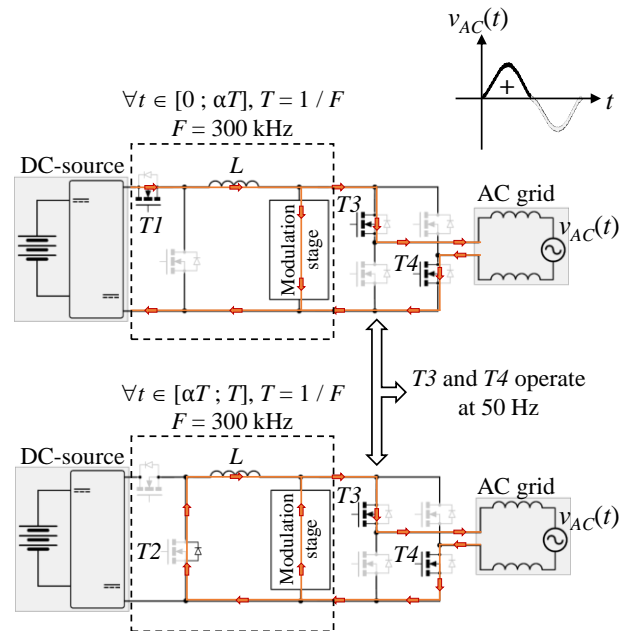 v_AC(t)
+
t
∀t ∈ [0 ; αT], T = 1 / F
F = 300 kHz
DC-source
L
AC grid
T1
T3
v_AC(t)
T4
Modulation
stage
∀t ∈ [αT ; T], T = 1 / F
F = 300 kHz
T3 and T4 operate
at 50 Hz
DC-source
L
AC grid
T3
v_AC(t)
T2
T4
Modulation
stage